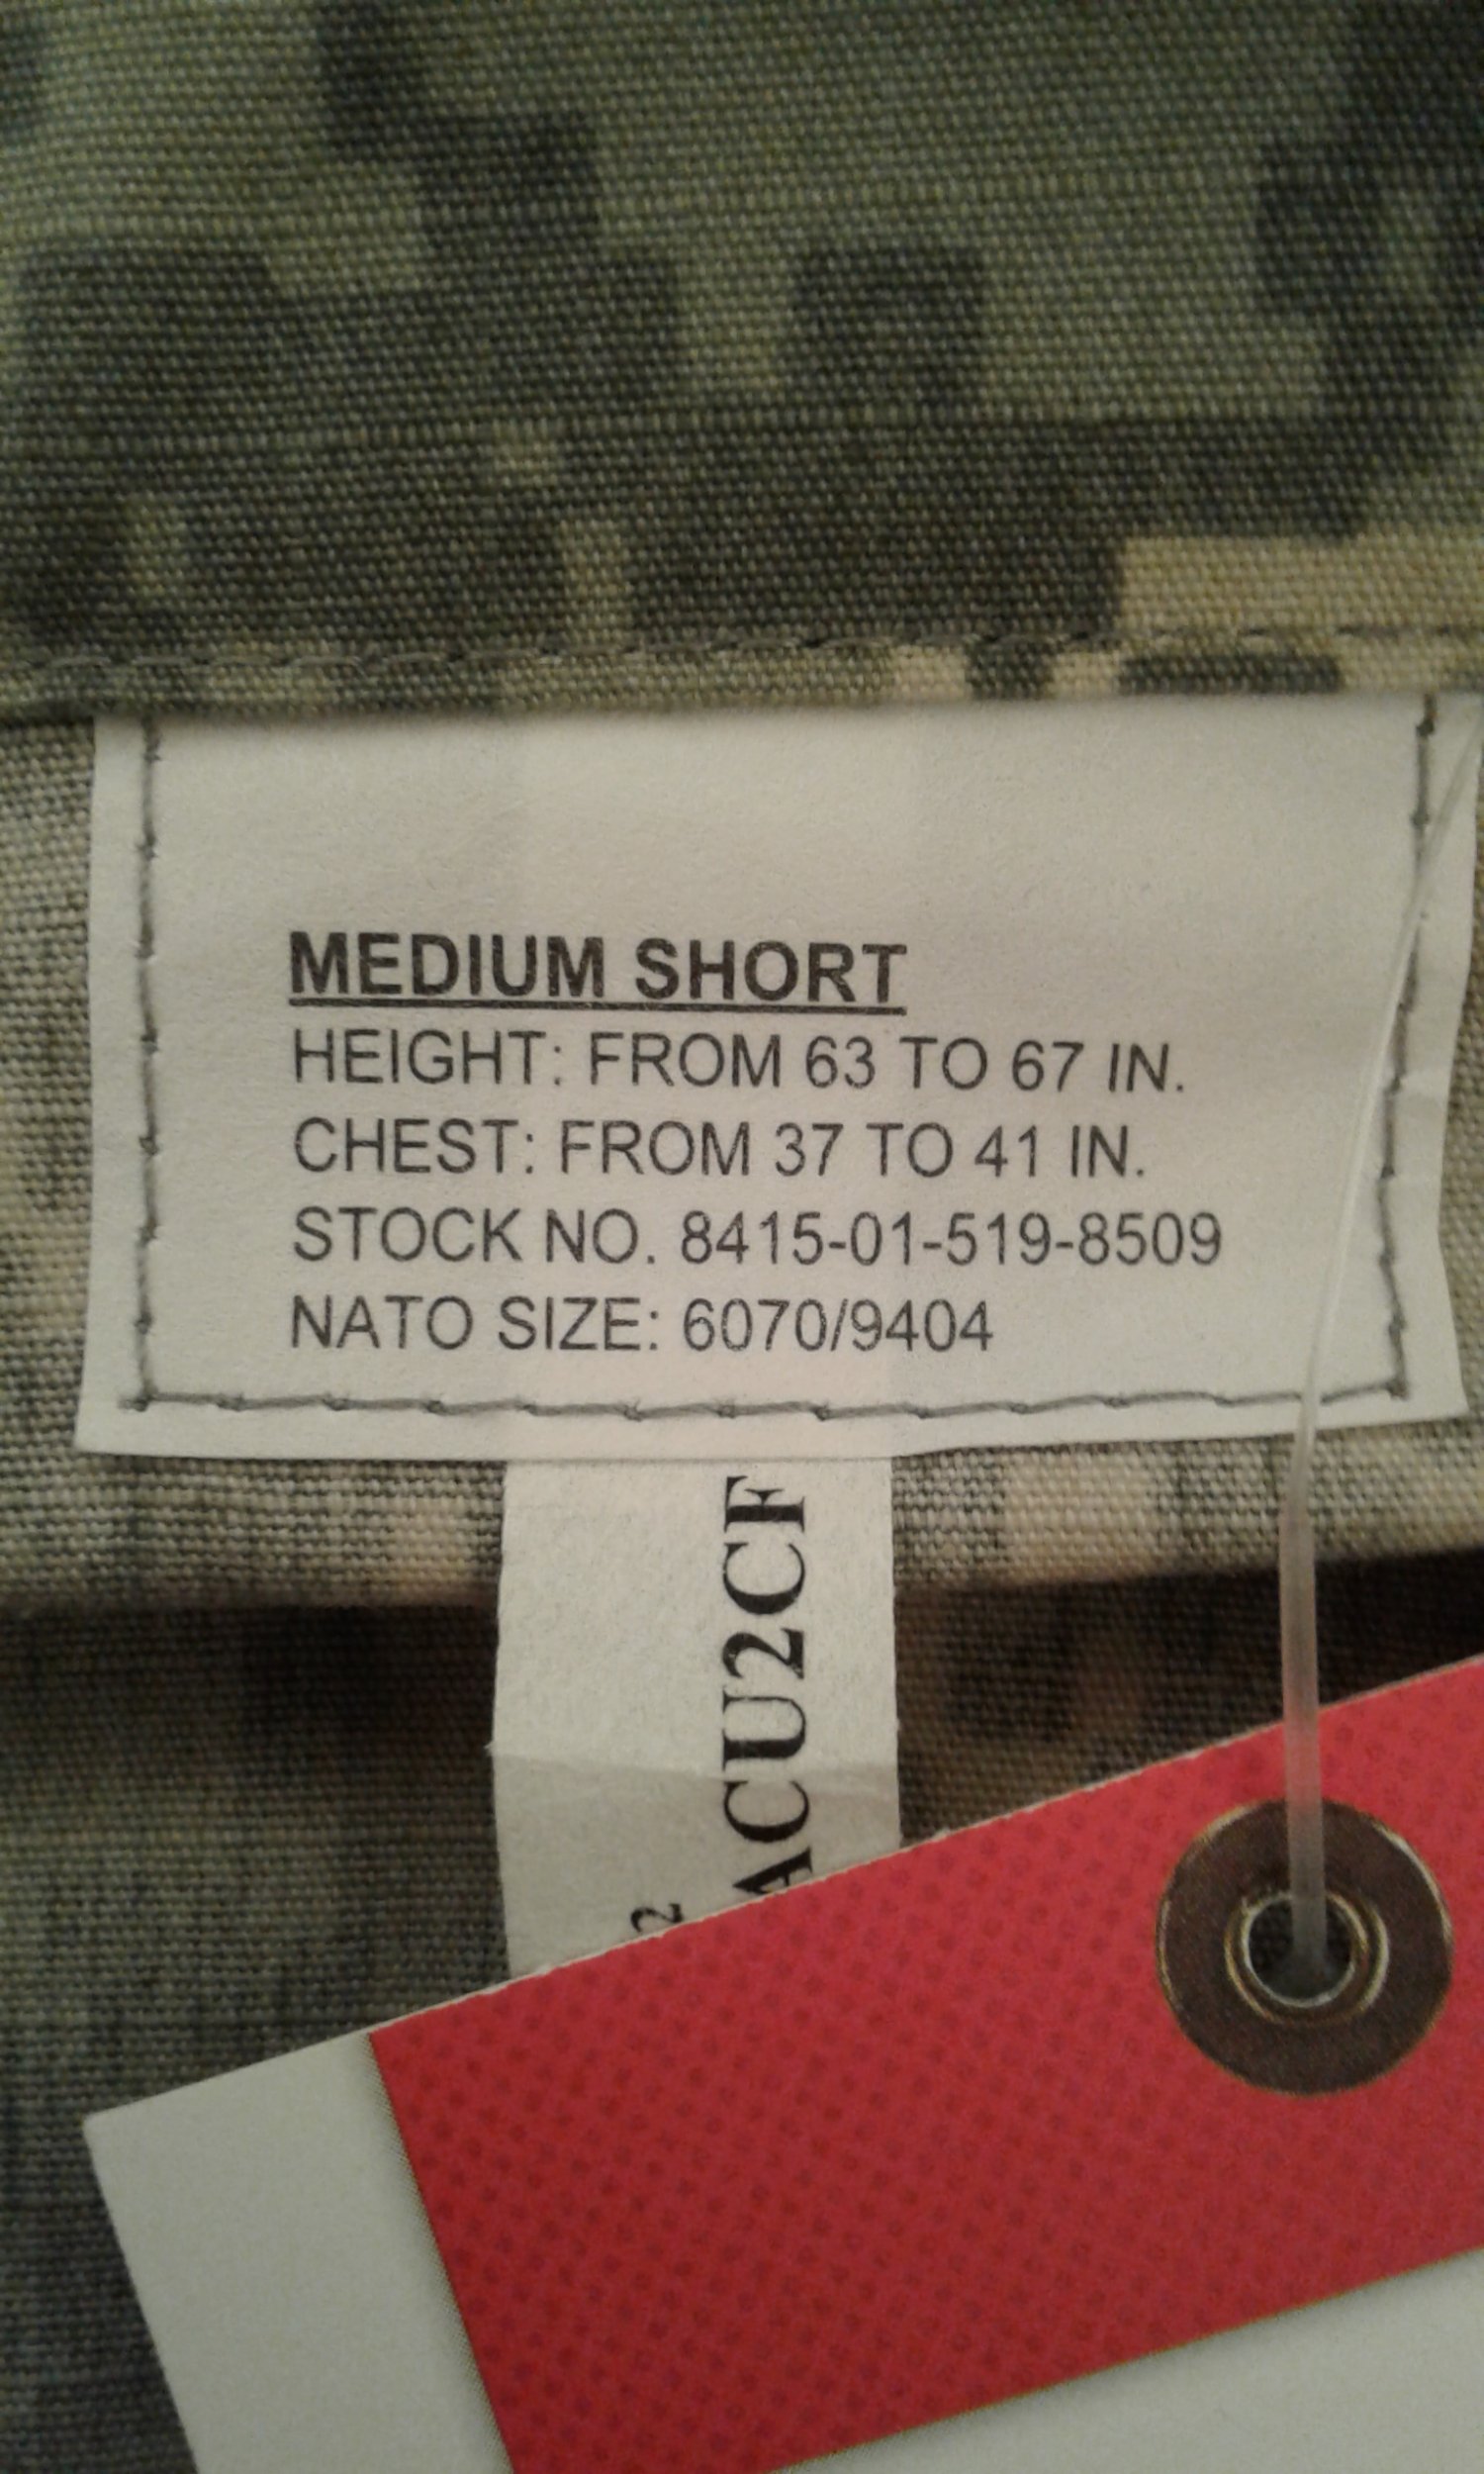 MEDIUM SHORT
HEIGHT: FROM 63 TO 67 IN.
CHEST: FROM 37 TO 41 IN.
STOCK NO. 8415-01-519-8509
NATO SIZE: 6070/9404
ACU2CF
2